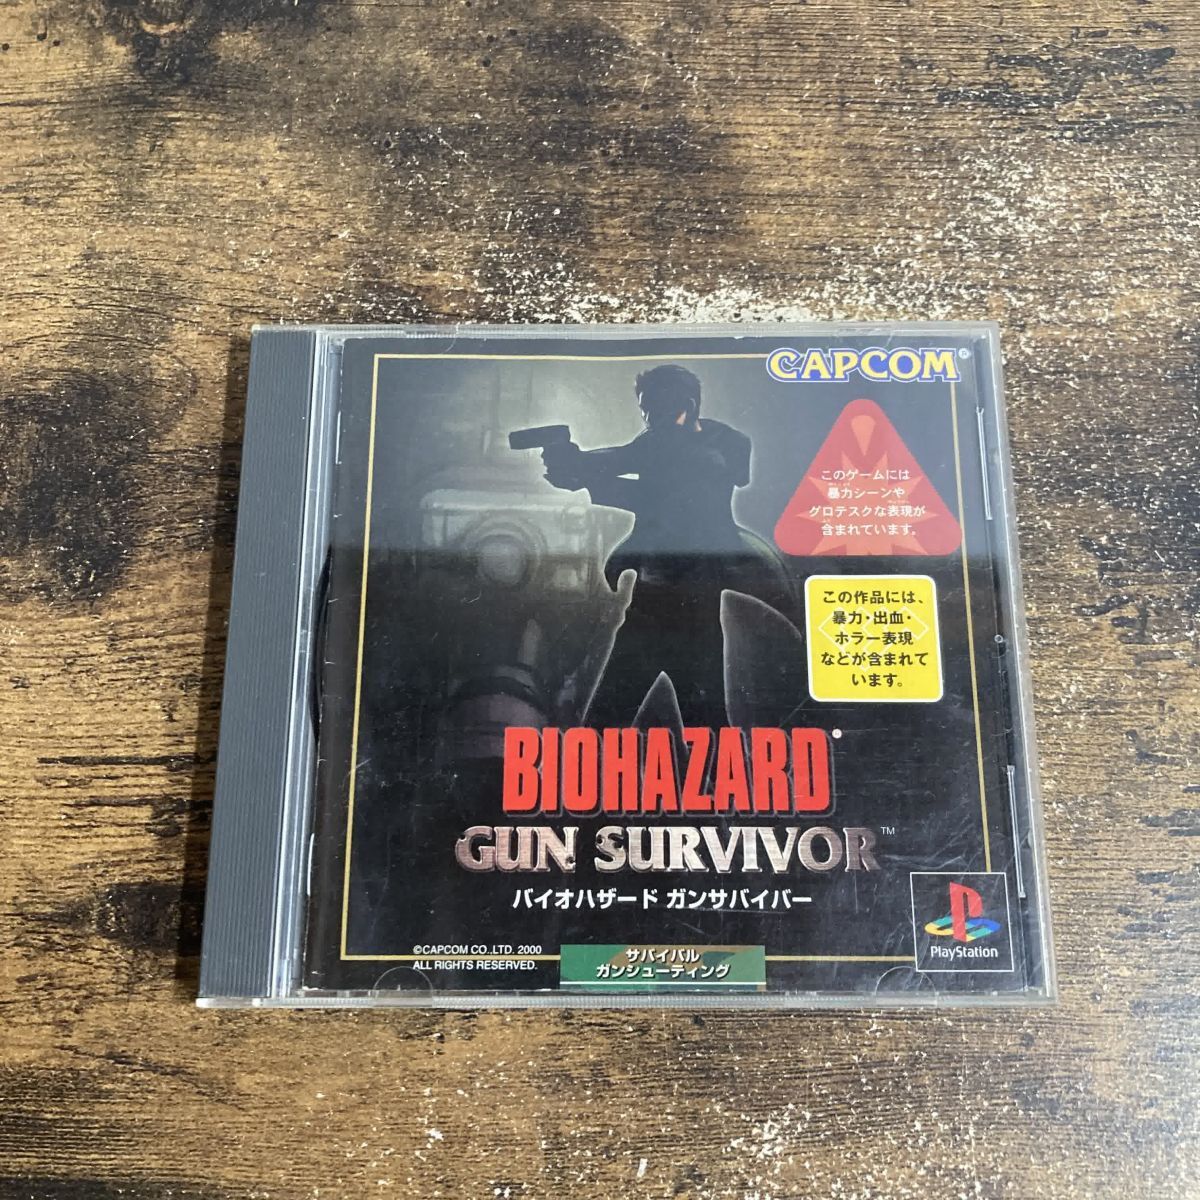 CAPCOM®
このゲームには
暴力シーンや
グロテスクな表現が
含まれています。
この作品には、
暴力・出血・
ホラー表現
などが含まれて
います。
BIOHAZARD®
GUN SURVIVOR™
バイオハザード ガンサバイバー
©CAPCOM CO.,LTD. 2000
ALL RIGHTS RESERVED.
サバイバル
ガンシューティング
PlayStation